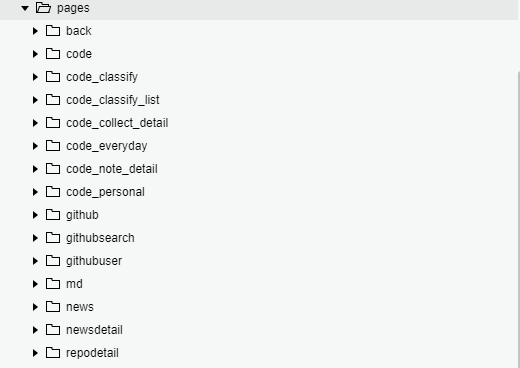 pages
back
code
code_classify
code_classify_list
code_collect_detail
code_everyday
code_note_detail
code_personal
github
githubsearch
githubuser
md
news
newsdetail
repodetail